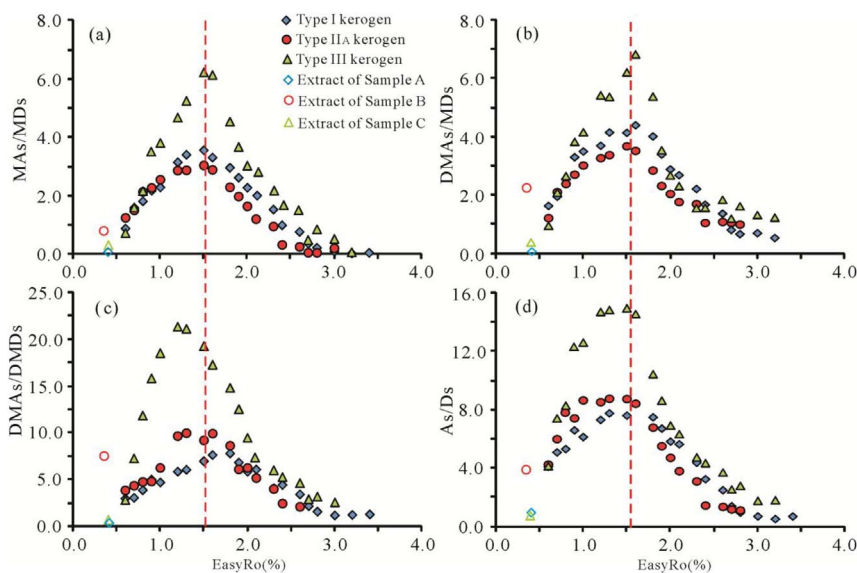 (a)
MAs/MDs
8.0
6.0
4.0
2.0
0.0
0.0 1.0 2.0 3.0 4.0
Type I kerogen
Type IIA kerogen
Type III kerogen
Extract of Sample A
Extract of Sample B
Extract of Sample C
(b)
DMAs/MDs
8.0
6.0
4.0
2.0
0.0
0.0 1.0 2.0 3.0 4.0
(c)
DMAs/DMDs
25.0
20.0
15.0
10.0
5.0
0.0
0.0 1.0 2.0 3.0 4.0
EasyRo(%)
(d)
As/Ds
16.0
12.0
8.0
4.0
0.0
0.0 1.0 2.0 3.0 4.0
EasyRo(%)